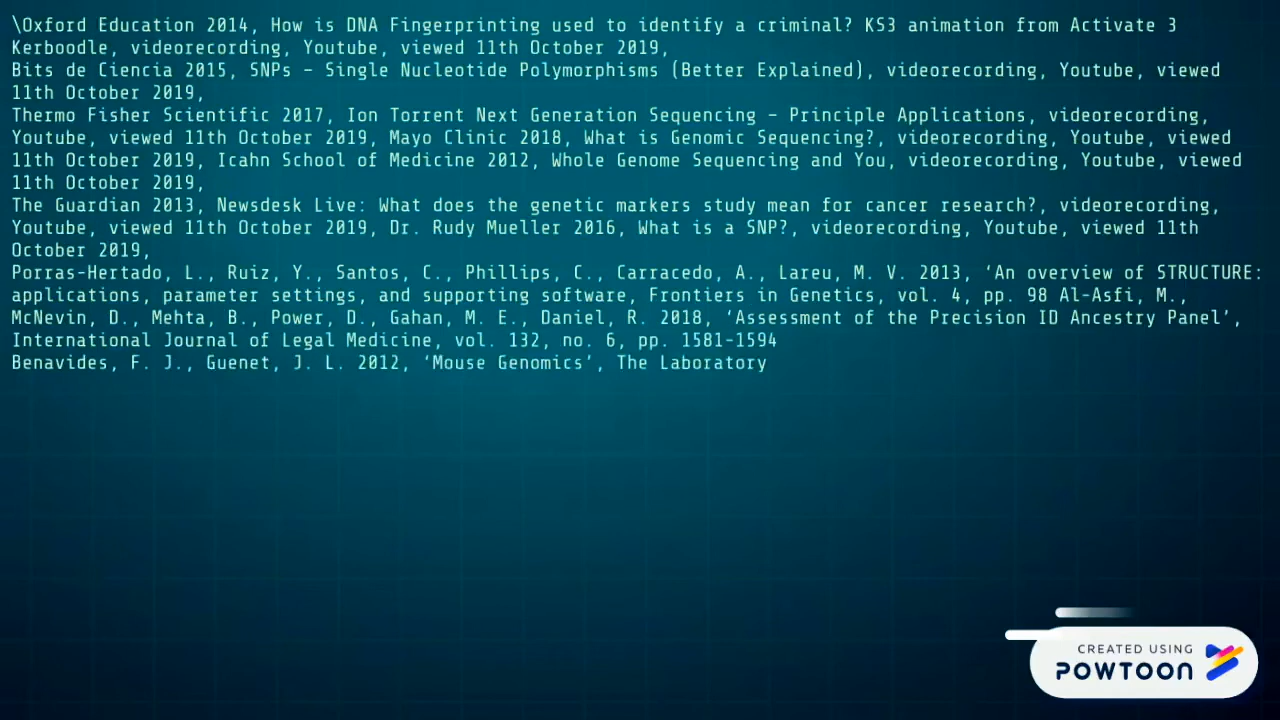 \Oxford Education 2014, How is DNA Fingerprinting used to identify a criminal? KS3 animation from Activate 3
Kerboodle, videorecording, Youtube, viewed 11th October 2019,
Bits de Ciencia 2015, SNPs – Single Nucleotide Polymorphisms (Better Explained), videorecording, Youtube, viewed
11th October 2019,
Thermo Fisher Scientific 2017, Ion Torrent Next Generation Sequencing – Principle Applications, videorecording,
Youtube, viewed 11th October 2019, Mayo Clinic 2018, What is Genomic Sequencing?, videorecording, Youtube, viewed
11th October 2019, Icahn School of Medicine 2012, Whole Genome Sequencing and You, videorecording, Youtube, viewed
11th October 2019,
The Guardian 2013, Newsdesk Live: What does the genetic markers study mean for cancer research?, videorecording,
Youtube, viewed 11th October 2019, Dr. Rudy Mueller 2016, What is a SNP?, videorecording, Youtube, viewed 11th
October 2019,
Porras-Hertado, L., Ruiz, Y., Santos, C., Phillips, C., Carracedo, A., Lareu, M. V. 2013, ‘An overview of STRUCTURE:
applications, parameter settings, and supporting software, Frontiers in Genetics, vol. 4, pp. 98 Al-Asfi, M.,
McNevin, D., Mehta, B., Power, D., Gahan, M. E., Daniel, R. 2018, ‘Assessment of the Precision ID Ancestry Panel’,
International Journal of Legal Medicine, vol. 132, no. 6, pp. 1581-1594
Benavides, F. J., Guenet, J. L. 2012, ‘Mouse Genomics’, The Laboratory
CREATED USING
POWTOON